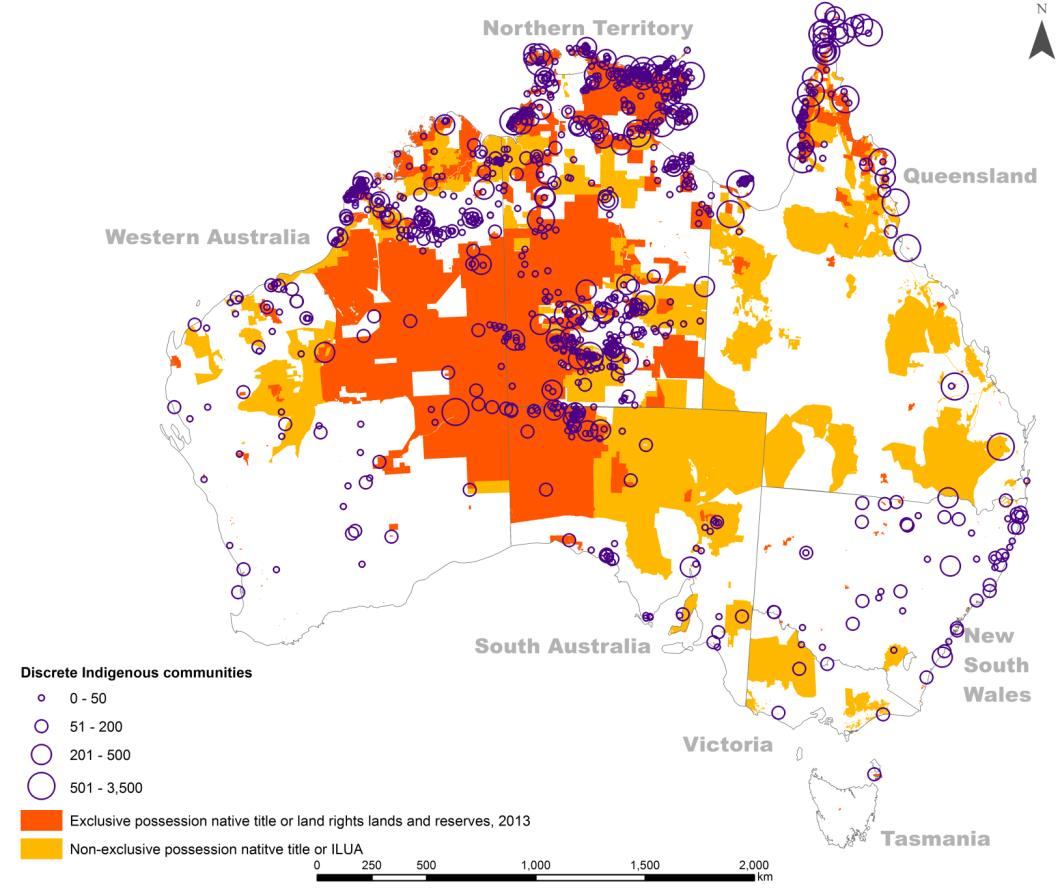 N
Northern Territory
Queensland
Western Australia
South Australia
New
South
Wales
Victoria
Tasmania
Discrete Indigenous communities
0 - 50
51 - 200
201 - 500
501 - 3,500
Exclusive possession native title or land rights lands and reserves, 2013
Non-exclusive possession natitve title or ILUA
0 250 500 1,000 1,500 2,000
km